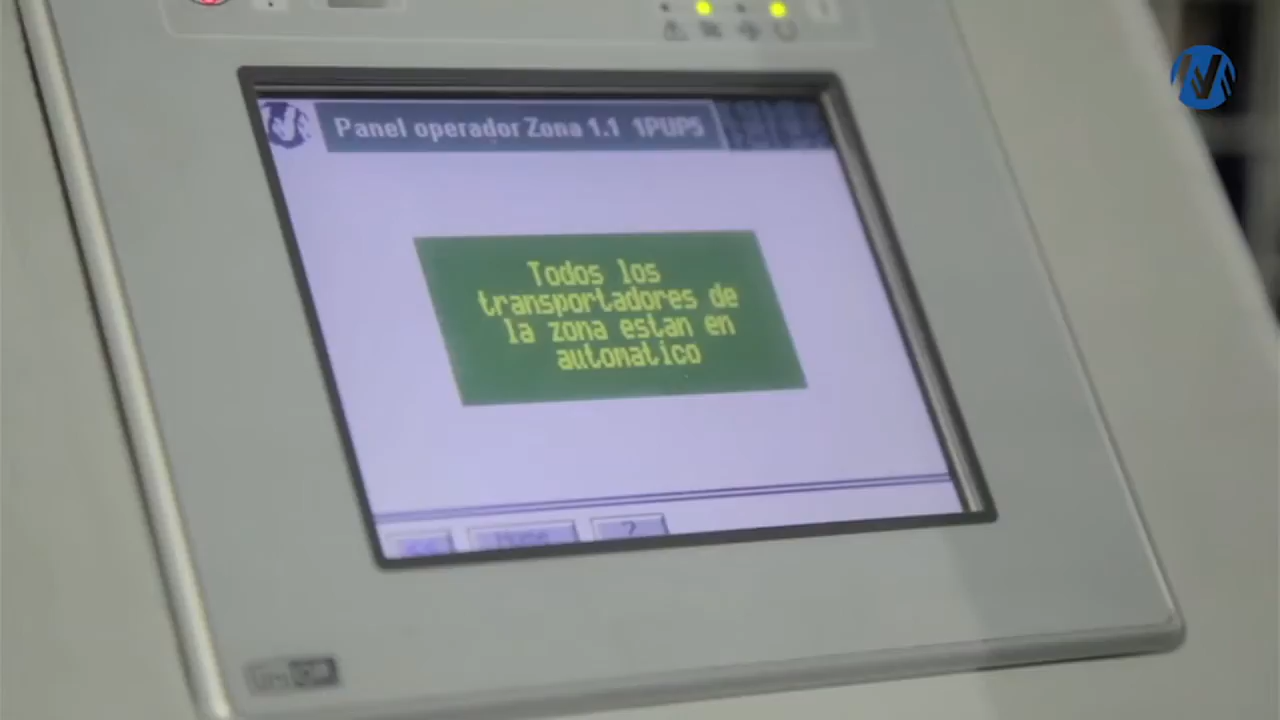 Panel operador Zona 1.1 1PUP5
Todos los
transportadores de
la zona estan en
automatico
?